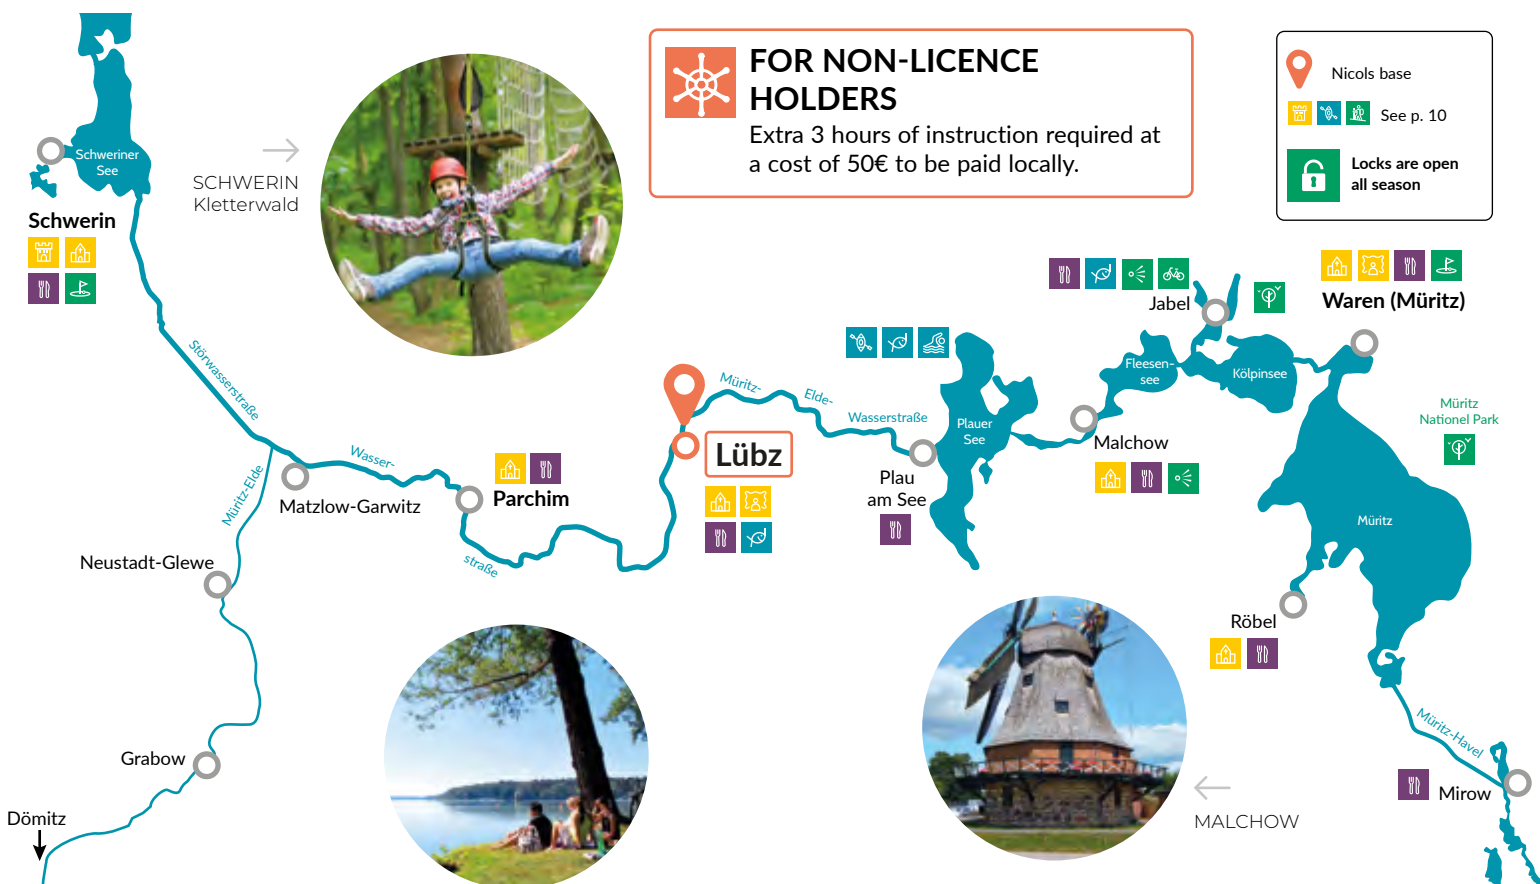 FOR NON-LICENCE
HOLDERS
Extra 3 hours of instruction required at
a cost of 50€ to be paid locally.
Nicols base
See p. 10
Locks are open
all season
Schweriner
See
SCHWERIN
Kletterwald
Schwerin
Störwasserstraße
Jabel
Waren (Müritz)
Fleesen-
see
Kölpinsee
Müritz-
Elde-
Wasserstraße
Plauer
See
Müritz
Nationel Park
Malchow
Lübz
Wasser-
Müritz-Elde
Matzlow-Garwitz
Parchim
Plau
am See
Müritz
straße
Neustadt-Glewe
Röbel
Müritz-Havel
Grabow
Mirow
Dömitz
MALCHOW